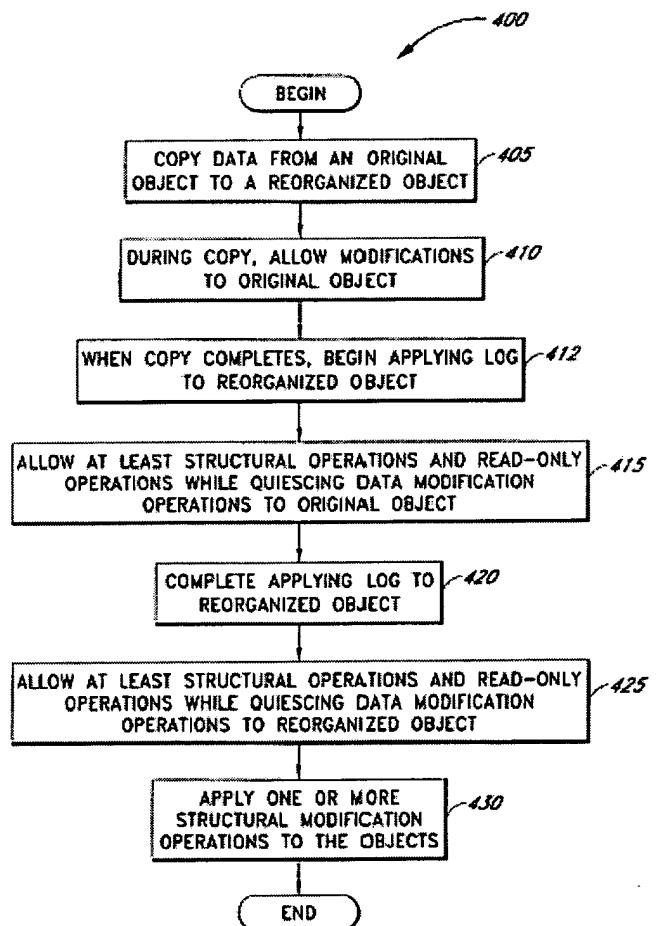 400
BEGIN
COPY DATA FROM AN ORIGINAL
OBJECT TO A REORGANIZED OBJECT
405
DURING COPY, ALLOW MODIFICATIONS
TO ORIGINAL OBJECT
410
WHEN COPY COMPLETES, BEGIN APPLYING LOG
TO REORGANIZED OBJECT
412
ALLOW AT LEAST STRUCTURAL OPERATIONS AND READ-ONLY
OPERATIONS WHILE QUIESCING DATA MODIFICATION
OPERATIONS TO ORIGINAL OBJECT
415
COMPLETE APPLYING LOG TO
REORGANIZED OBJECT
420
ALLOW AT LEAST STRUCTURAL OPERATIONS AND READ-ONLY
OPERATIONS WHILE QUIESCING DATA MODIFICATION
OPERATIONS TO REORGANIZED OBJECT
425
APPLY ONE OR MORE
STRUCTURAL MODIFICATION
OPERATIONS TO THE OBJECTS
430
END